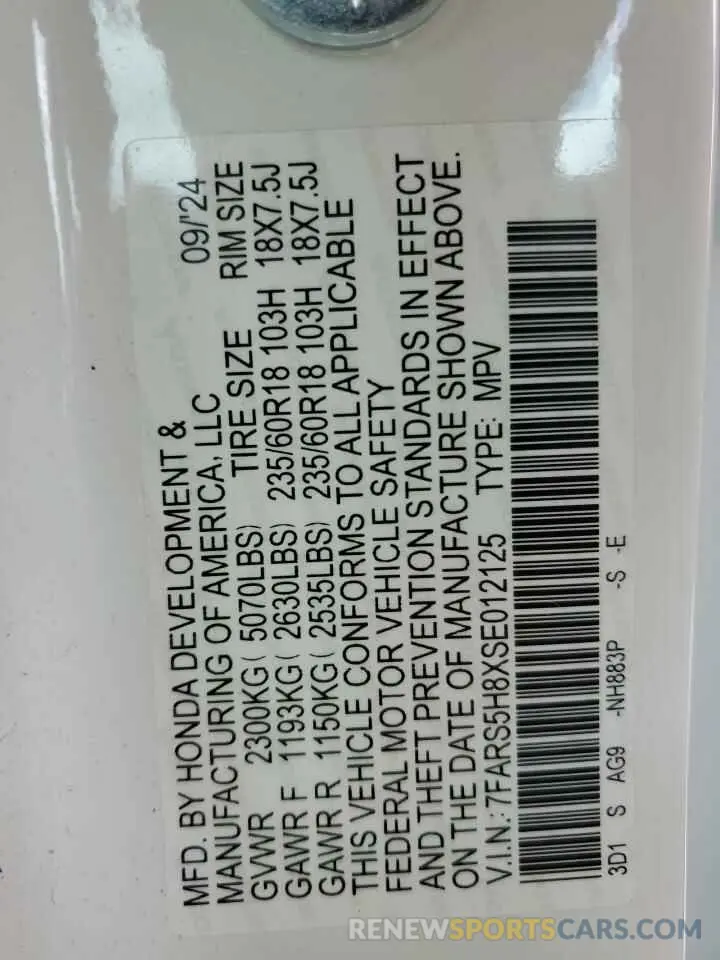 MFD. BY HONDA DEVELOPMENT & 09/'24
MANUFACTURING OF AMERICA, LLC RIM SIZE
GVWR 2300KG( 5070LBS) TIRE SIZE
GAWR F 1193KG( 2630LBS) 235/60R18 103H 18X7.5J
GAWR R 1150KG( 2535LBS) 235/60R18 103H 18X7.5J
THIS VEHICLE CONFORMS TO ALL APPLICABLE
FEDERAL MOTOR VEHICLE SAFETY
AND THEFT PREVENTION STANDARDS IN EFFECT
ON THE DATE OF MANUFACTURE SHOWN ABOVE.
V.I.N.:7FARS5H8XSE012125 TYPE: MPV
3D1 S AG9 -NH883P -S -E
RENEWSPORTSCARS.COM